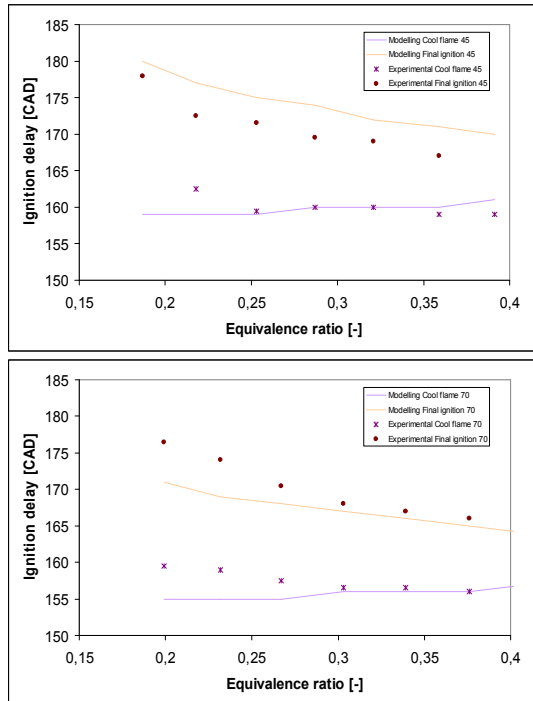 185
180
175
170
165
160
155
150
Ignition delay [CAD]
Modelling Cool flame 45
Modelling Final ignition 45
Experimental Cool flame 45
Experimental Final ignition 45
0,15 0,2 0,25 0,3 0,35 0,4
Equivalence ratio [-]
185
180
175
170
165
160
155
150
Ignition delay [CAD]
Modelling Cool flame 70
Modelling Final ignition 70
Experimental Cool flame 70
Experimental Final ignition 70
0,15 0,2 0,25 0,3 0,35 0,4
Equivalence ratio [-]